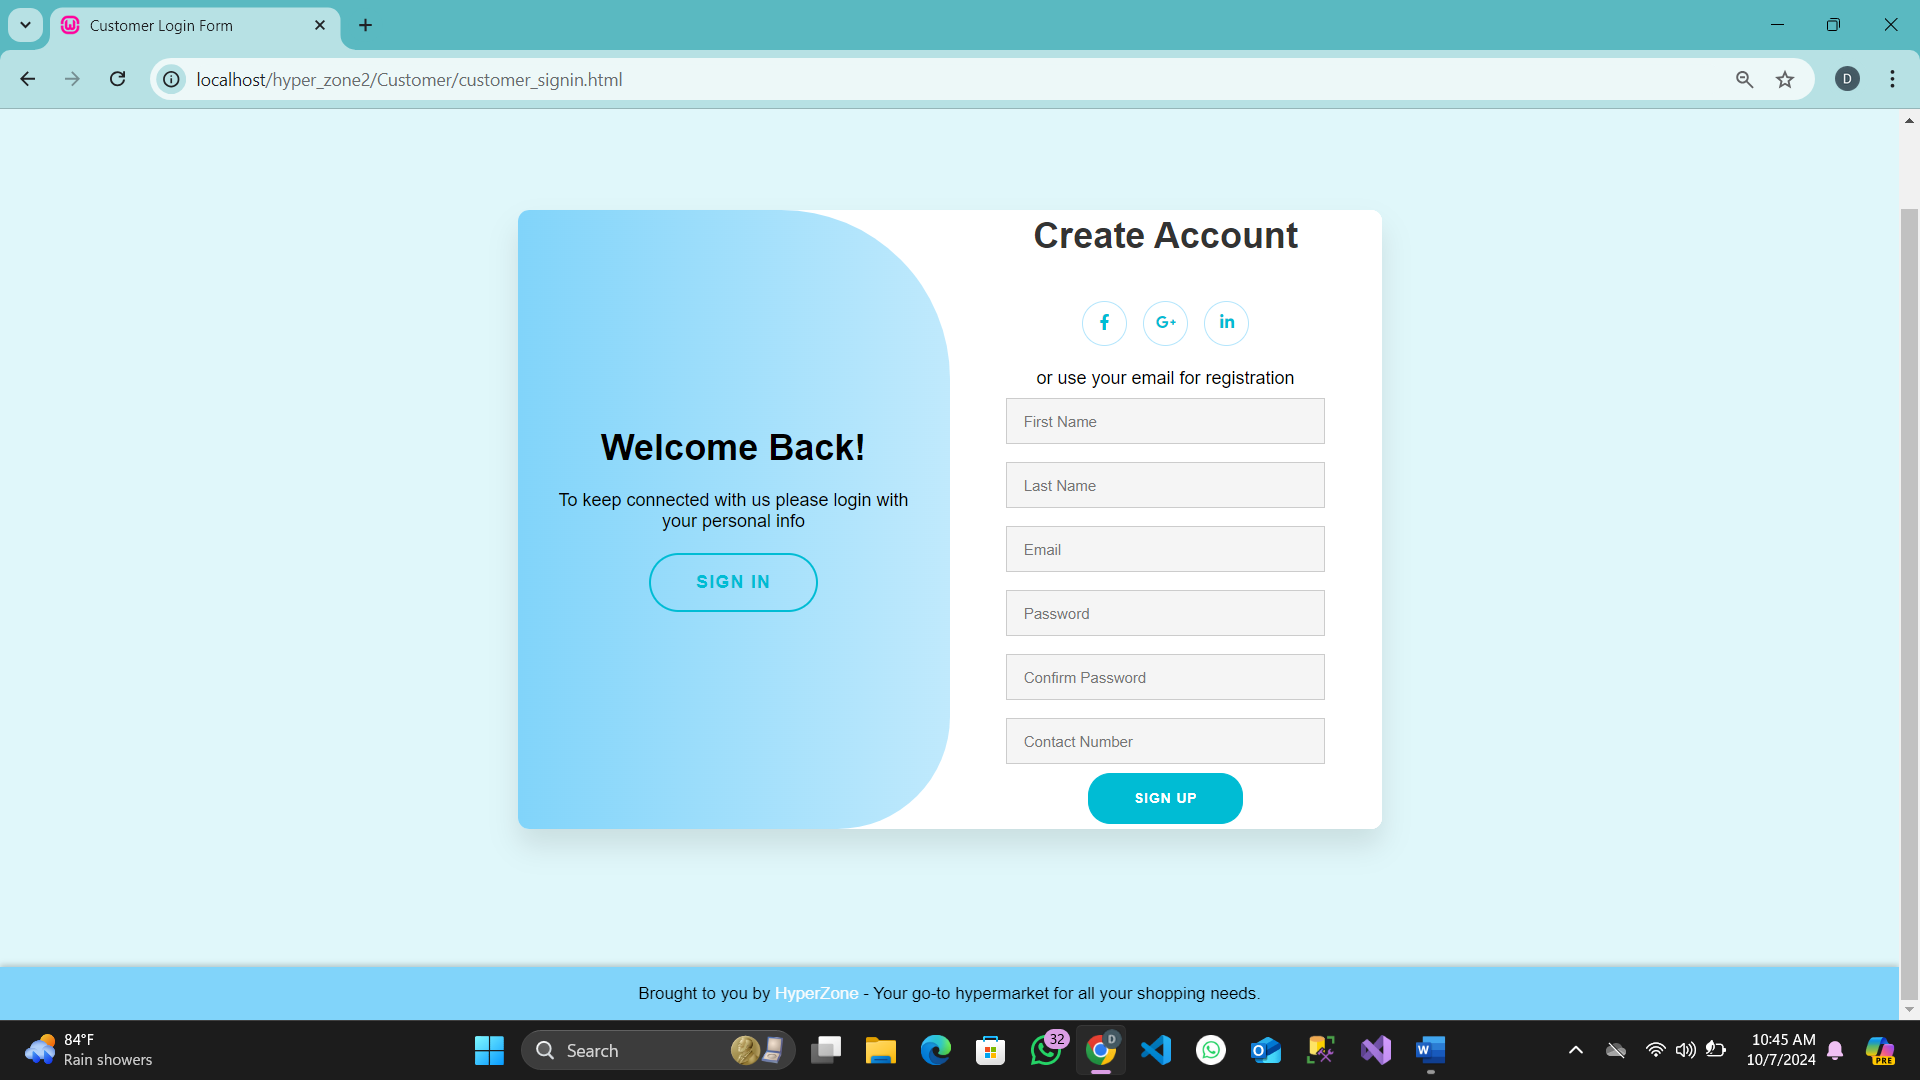 Customer Login Form
localhost/hyper_zone2/Customer/customer_signin.html
D
Create Account
f
G+
in
or use your email for registration
First Name
Last Name
Email
Password
Confirm Password
Contact Number
SIGN UP
Welcome Back!
To keep connected with us please login with
your personal info
SIGN IN
Brought to you by HyperZone - Your go-to hypermarket for all your shopping needs.
84°F
Rain showers
Search
32
D
W
10:45 AM
10/7/2024
PRE